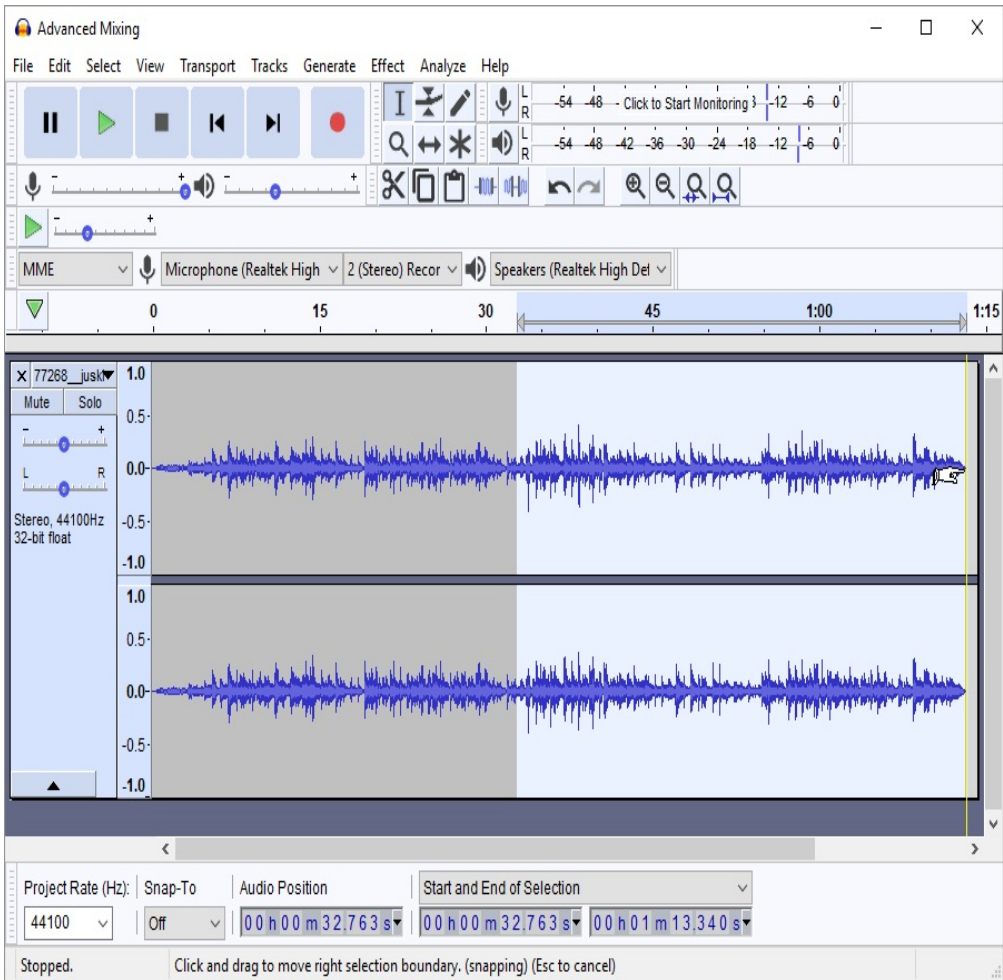 Advanced Mixing
File Edit Select View Transport Tracks Generate Effect Analyze Help
L
R
-54 -48 - Click to Start Monitoring 3 -12 -6 0
L
R
-54 -48 -42 -36 -30 -24 -18 -12 -6 0
- +
- +
- +
MME
Microphone (Realtek High
2 (Stereo) Recor
Speakers (Realtek High Def
0 15 30 45 1:00 1:15
X 77268__juskl
Mute Solo
- +
L R
Stereo, 44100Hz
32-bit float
1.0
0.5
0.0
-0.5
-1.0
1.0
0.5
0.0
-0.5
-1.0
Project Rate (Hz): Snap-To Audio Position Start and End of Selection
44100 Off 00 h 00 m 32.763 s 00 h 00 m 32.763 s 00 h 01 m 13.340 s
Stopped. Click and drag to move right selection boundary. (snapping) (Esc to cancel)